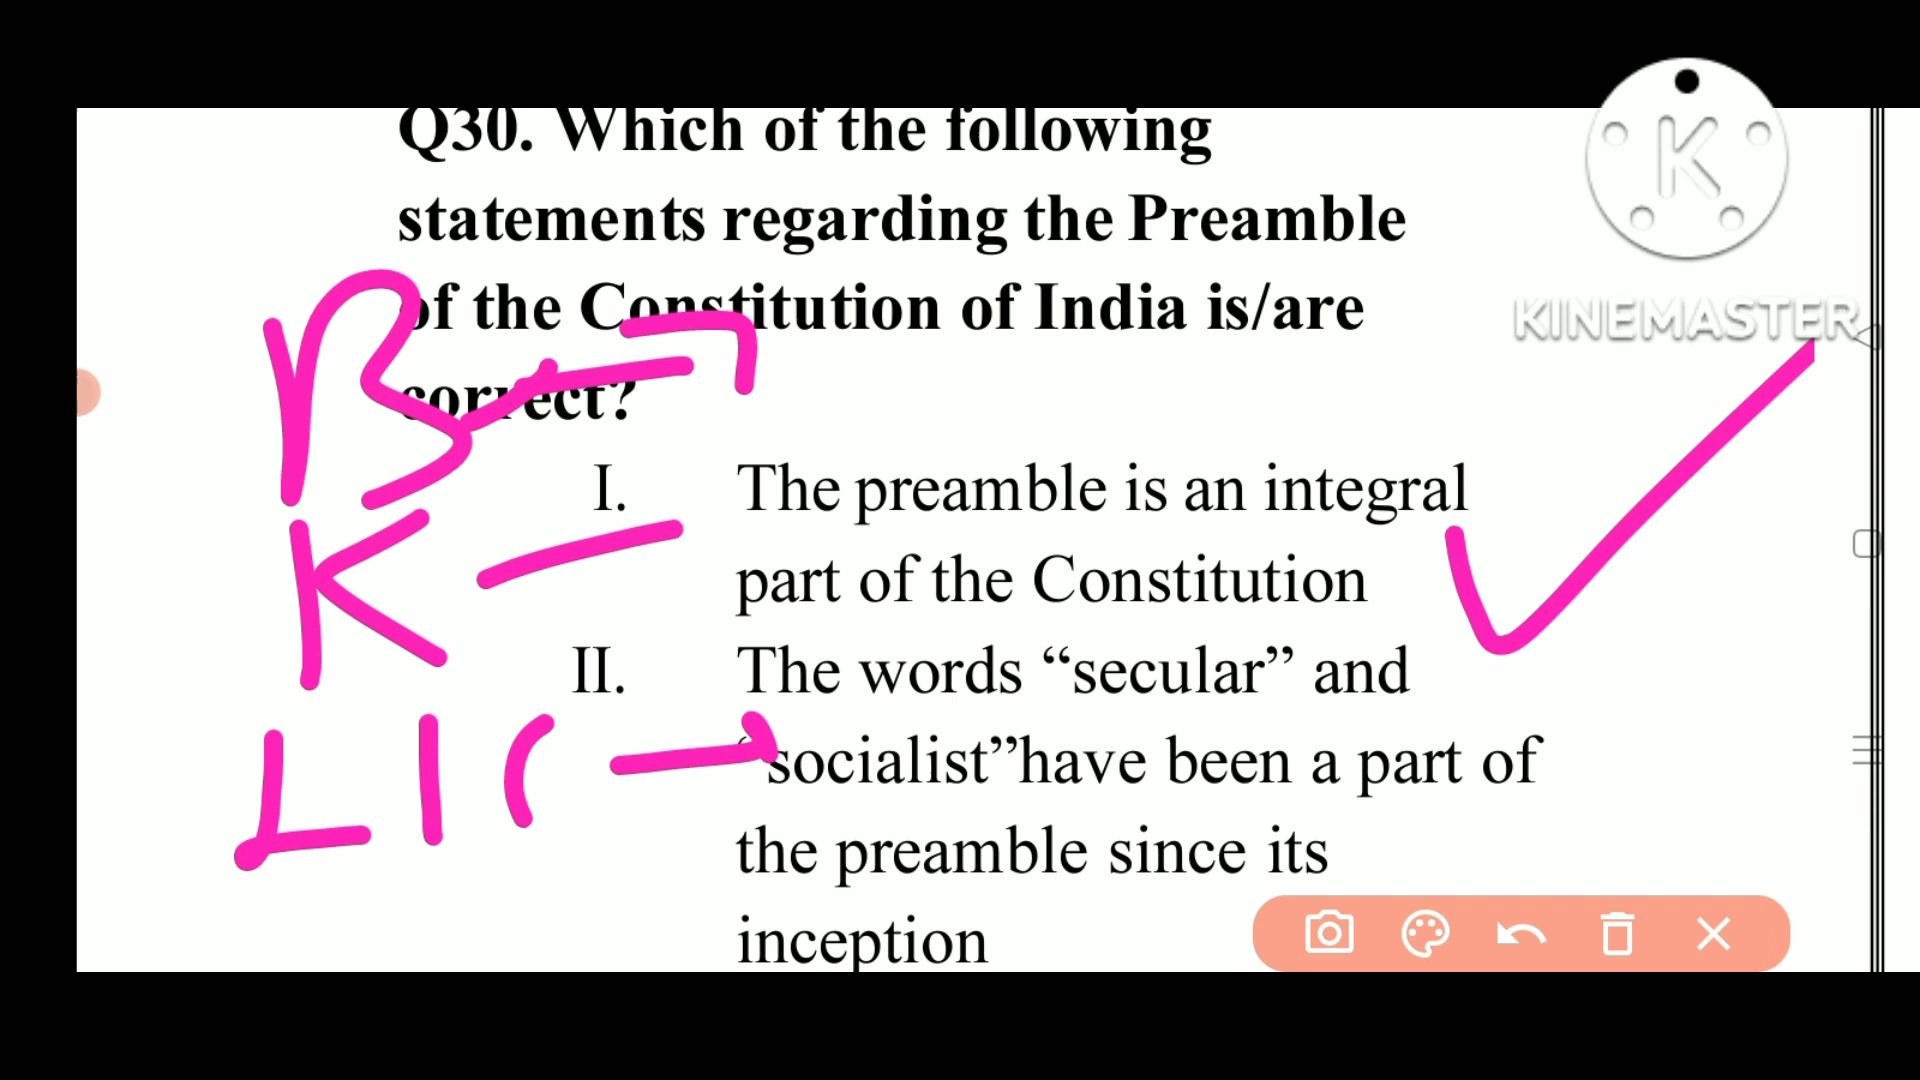 Q30. Which of the following
statements regarding the Preamble
of the Constitution of India is/are
correct?
I. The preamble is an integral
part of the Constitution
II. The words “secular” and
“socialist”have been a part of
the preamble since its
inception
B
K
LIC
K
KINEMASTER